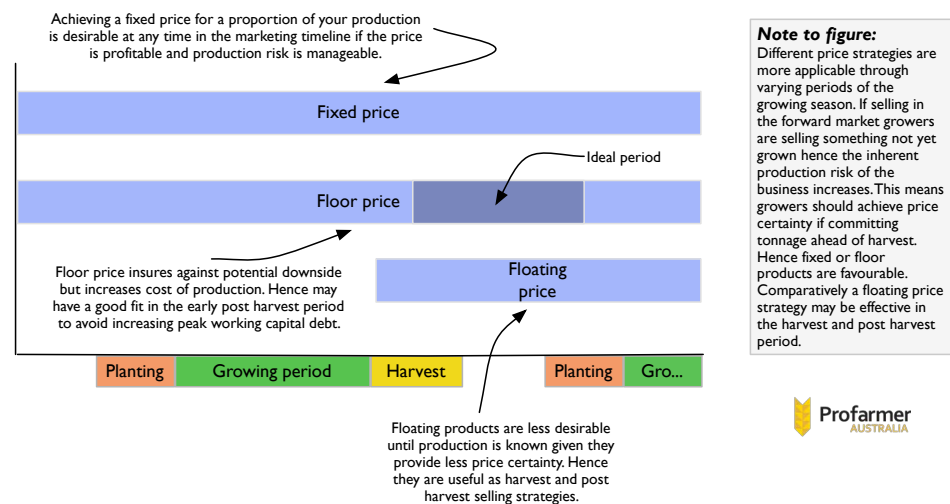 Achieving a fixed price for a proportion of your production
is desirable at any time in the marketing timeline if the price
is profitable and production risk is manageable.
Fixed price
Ideal period
Floor price
Floor price insures against potential downside
but increases cost of production. Hence may
have a good fit in the early post harvest period
to avoid increasing peak working capital debt.
Floating
price
Planting
Growing period
Harvest
Planting
Gro...
Floating products are less desirable
until production is known given they
provide less price certainty. Hence
they are useful as harvest and post
harvest selling strategies.
Note to figure:
Different price strategies are
more applicable through
varying periods of the
growing season. If selling in
the forward market growers
are selling something not yet
grown hence the inherent
production risk of the
business increases. This means
growers should achieve price
certainty if committing
tonnage ahead of harvest.
Hence fixed or floor
products are favourable.
Comparatively a floating price
strategy may be effective in
the harvest and post harvest
period.
Profarmer
AUSTRALIA